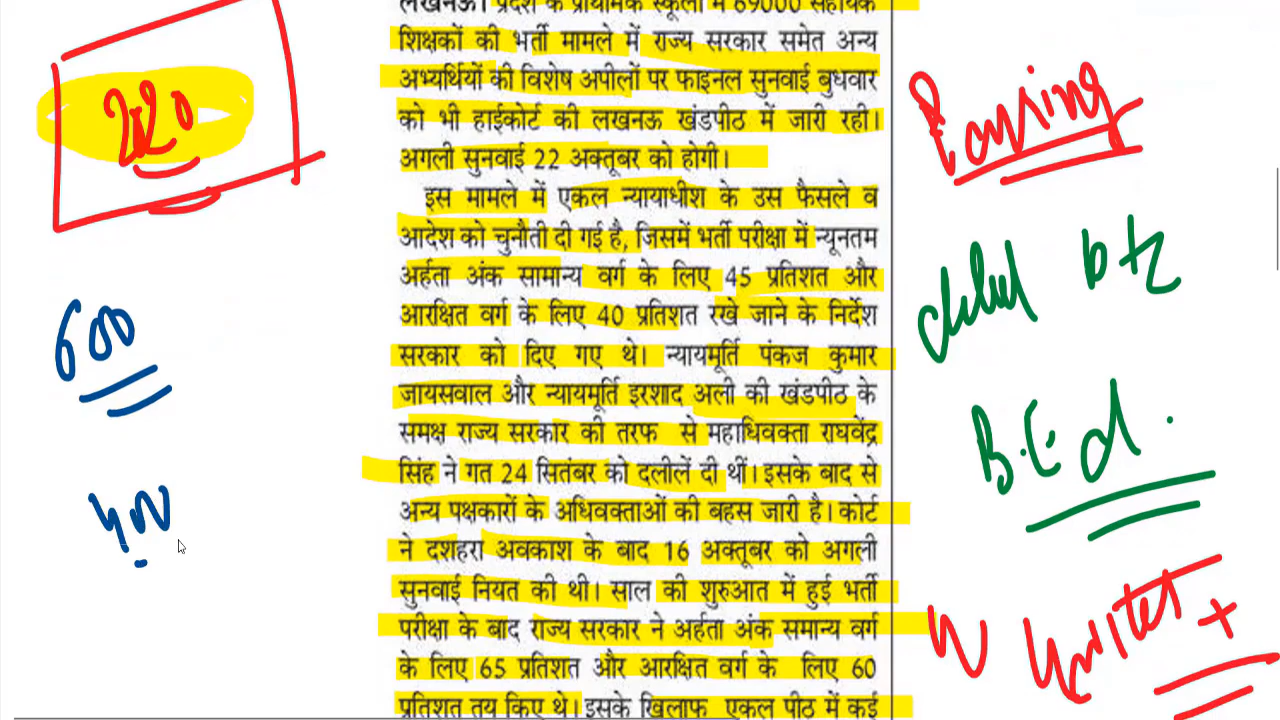 लखनऊ। प्रदेश के प्राथमिक स्कूलों में 69000 सहायक
शिक्षकों की भर्ती मामले में राज्य सरकार समेत अन्य
अभ्यर्थियों की विशेष अपीलों पर फाइनल सुनवाई बुधवार
को भी हाईकोर्ट की लखनऊ खंडपीठ में जारी रही।
अगली सुनवाई 22 अक्तूबर को होगी।
इस मामले में एकल न्यायाधीश के उस फैसले व
आदेश को चुनौती दी गई है, जिसमें भर्ती परीक्षा में न्यूनतम
अर्हता अंक सामान्य वर्ग के लिए 45 प्रतिशत और
आरक्षित वर्ग के लिए 40 प्रतिशत रखे जाने के निर्देश
सरकार को दिए गए थे। न्यायमूर्ति पंकज कुमार
जायसवाल और न्यायमूर्ति इरशाद अली की खंडपीठ के
समक्ष राज्य सरकार की तरफ से महाधिवक्ता राघवेंद्र
सिंह ने गत 24 सितंबर को दलीलें दी थीं। इसके बाद से
अन्य पक्षकारों के अधिवक्ताओं की बहस जारी है। कोर्ट
ने दशहरा अवकाश के बाद 16 अक्तूबर को अगली
सुनवाई नियत की थी। साल की शुरुआत में हुई भर्ती
परीक्षा के बाद राज्य सरकार ने अर्हता अंक समान्य वर्ग
के लिए 65 प्रतिशत और आरक्षित वर्ग के लिए 60
प्रतिशत तय किए थे। इसके खिलाफ एकल पीठ में कई
600
Passing
btc
B.Ed.